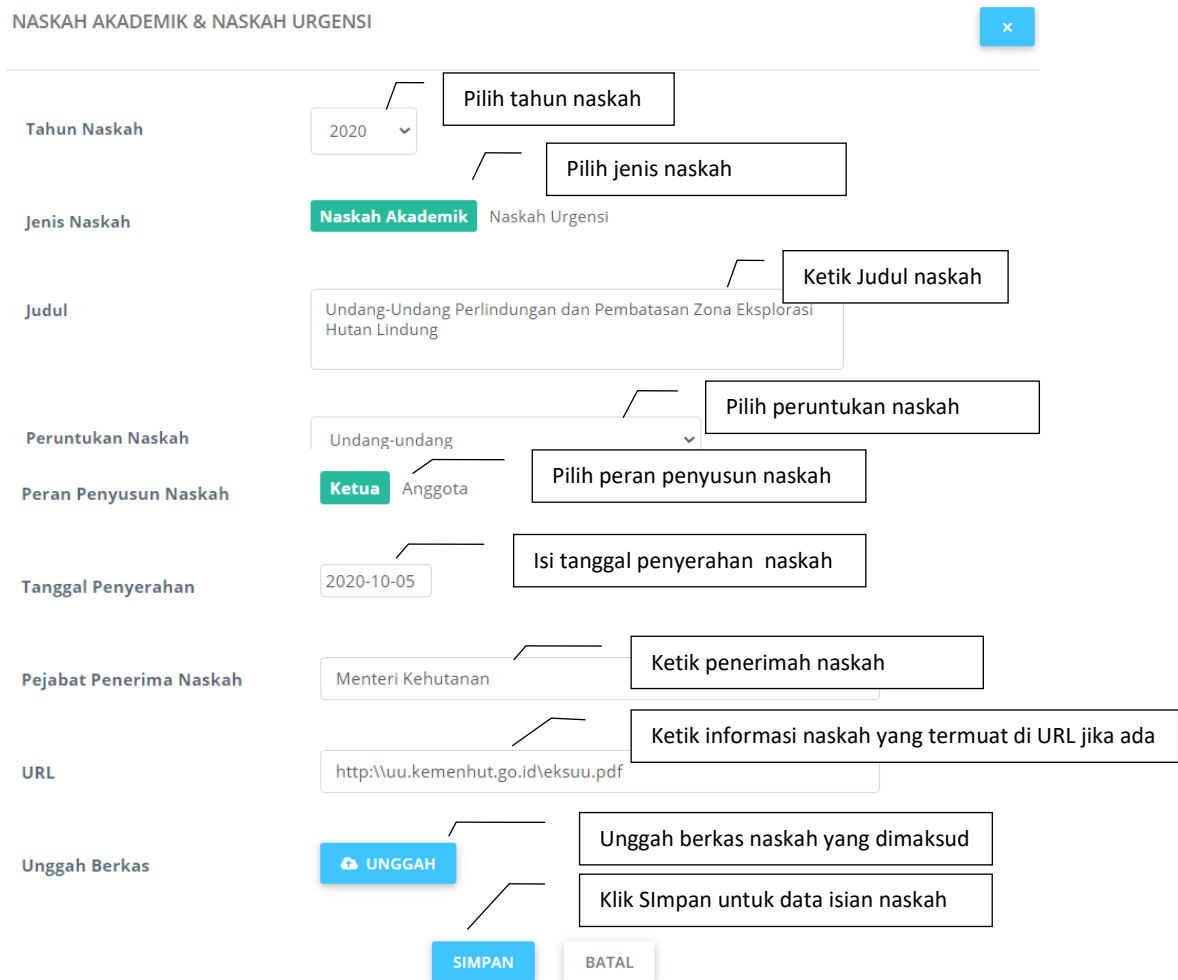 NASKAH AKADEMIK & NASKAH URGENSI
×
Pilih tahun naskah
Tahun Naskah
2020
Pilih jenis naskah
Jenis Naskah
Naskah Akademik Naskah Urgensi
Ketik Judul naskah
Judul
Undang-Undang Perlindungan dan Pembatasan Zona Eksplorasi
Hutan Lindung
Pilih peruntukan naskah
Peruntukan Naskah
Undang-undang
Pilih peran penyusun naskah
Peran Penyusun Naskah
Ketua Anggota
Isi tanggal penyerahan  naskah
Tanggal Penyerahan
2020-10-05
Ketik penerimah naskah
Pejabat Penerima Naskah
Menteri Kehutanan
Ketik informasi naskah yang termuat di URL jika ada
URL
http:\\uu.kemenhut.go.id\eksuu.pdf
Unggah berkas naskah yang dimaksud
Unggah Berkas
UNGGAH
Klik SImpan untuk data isian naskah
SIMPAN BATAL